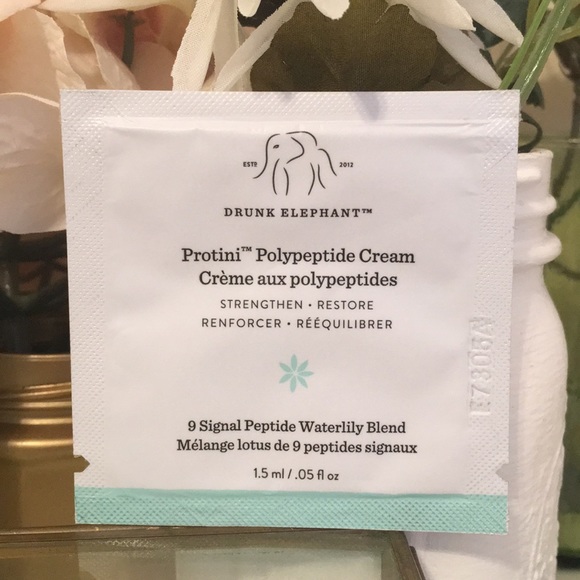 ESTD 2012
DRUNK ELEPHANT™
Protini™ Polypeptide Cream
Crème aux polypeptides
STRENGTHEN • RESTORE
RENFORCER • RÉÉQUILIBRER
9 Signal Peptide Waterlily Blend
Mélange lotus de 9 peptides signaux
1.5 ml / .05 fl oz